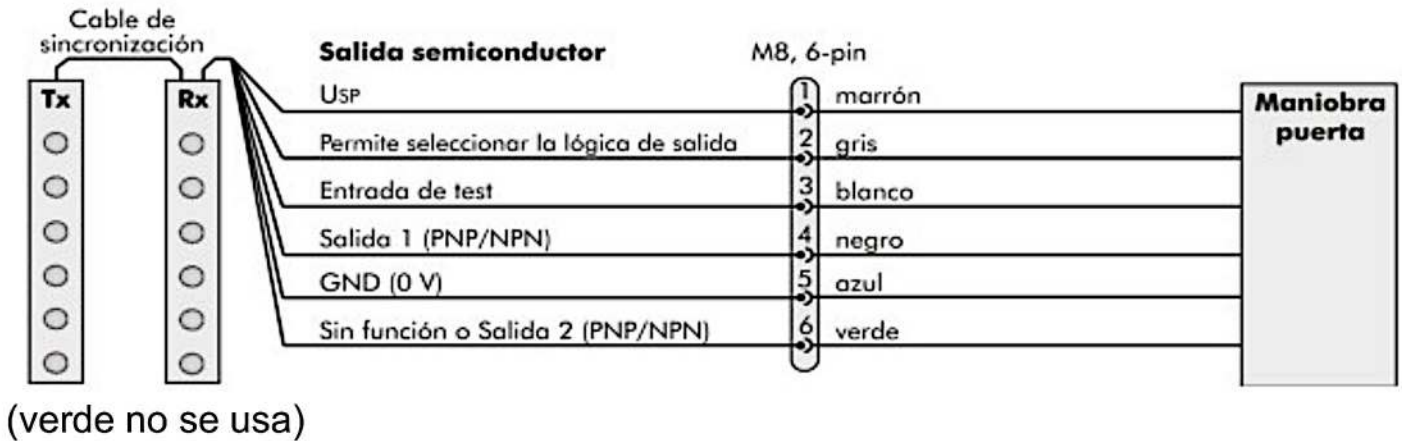 Cable de
sincronización
Salida semiconductor
M8, 6-pin
Tx
Rx
USP
1
marrón
Maniobra
puerta
Permite seleccionar la lógica de salida
2
gris
Entrada de test
3
blanco
Salida 1 (PNP/NPN)
4
negro
GND (0 V)
5
azul
Sin función o Salida 2 (PNP/NPN)
6
verde
(verde no se usa)